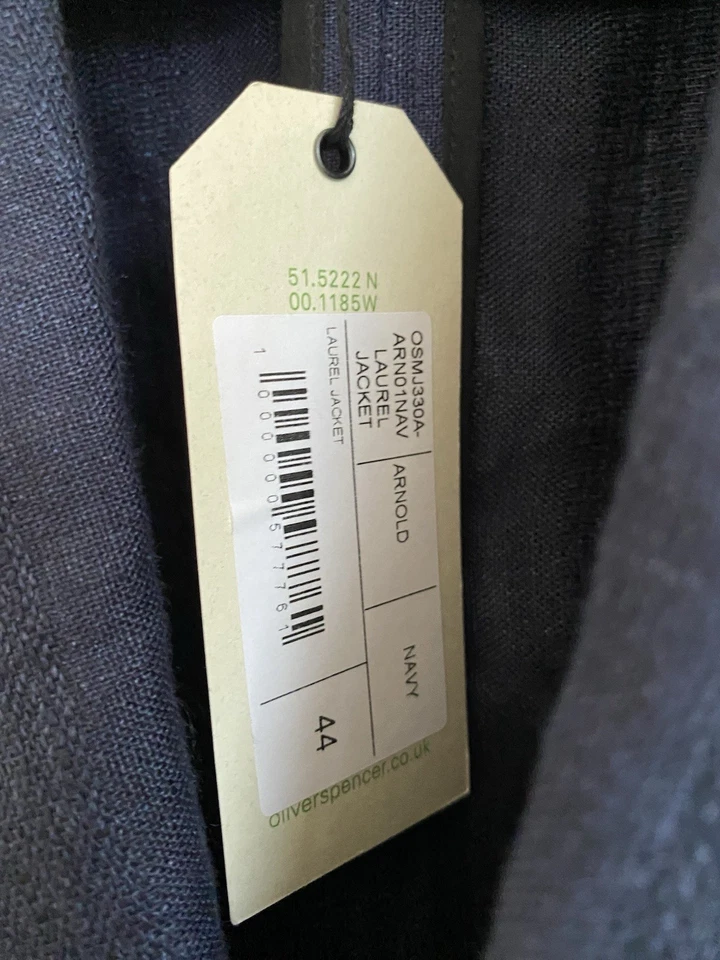 51.5222 N
00.1185W
OSMJ330A-
ARN01NAV
LAUREL
JACKET
ARNOLD
NAVY
LAUREL JACKET
1 000000577761
44
oliverspencer.co.uk